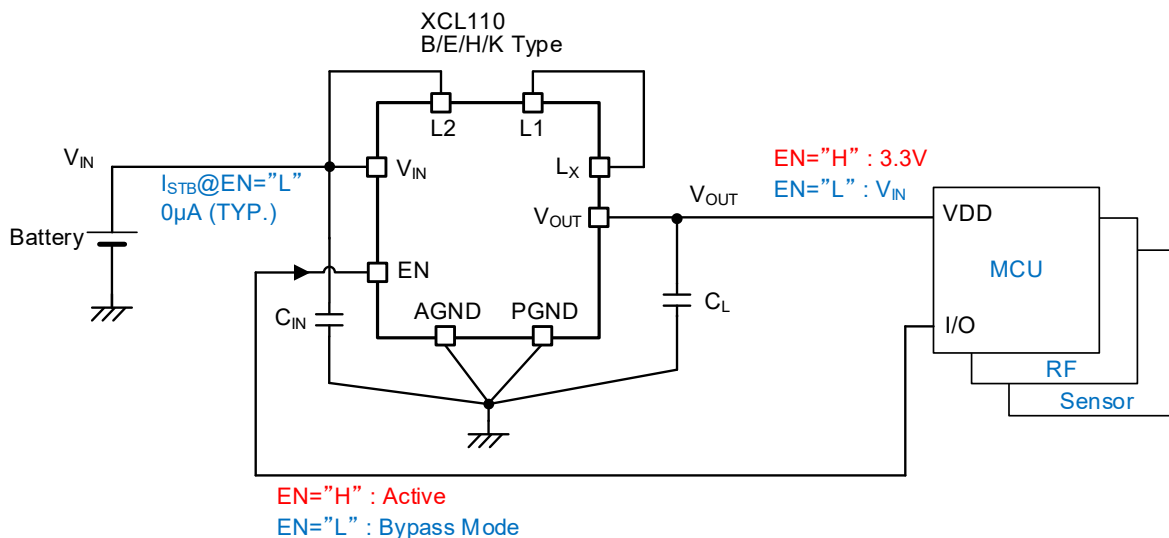 XCL110
B/E/H/K Type
L2
L1
VIN
VIN
LX
ISTB@EN=”L”
0µA (TYP.)
EN=”H” : 3.3V
EN=”L” : VIN
VOUT
VOUT
VDD
Battery
MCU
EN
CIN
AGND
PGND
CL
I/O
RF
Sensor
EN=”H” : Active
EN=”L” : Bypass Mode